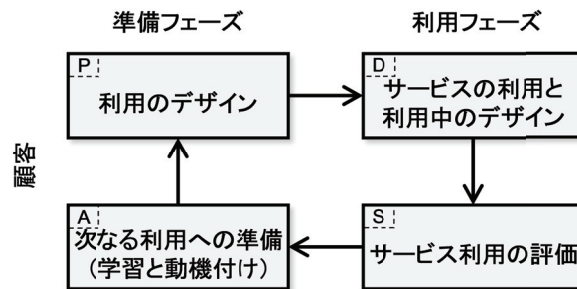 準備フェーズ
利用フェーズ
P
利用のデザイン
D
サービスの利用と
利用中のデザイン
顧客
A
次なる利用への準備
(学習と動機付け)
S
サービス利用の評価